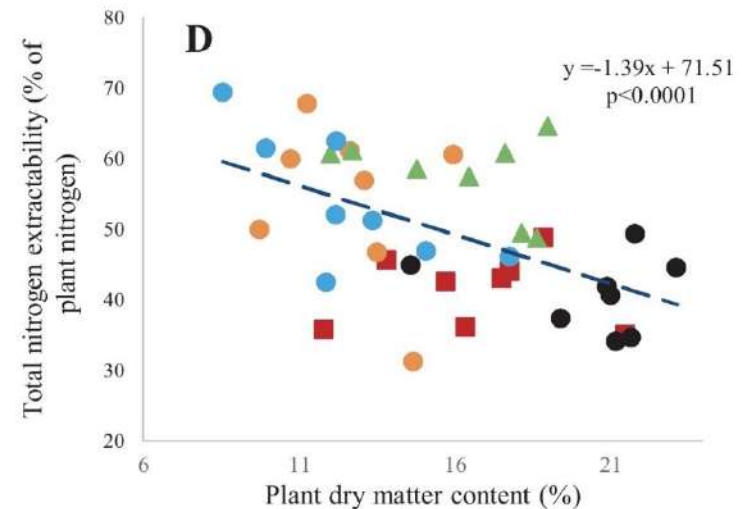 80
D
y =-1.39x + 71.51
p<0.0001
70
60
50
40
30
20
Total nitrogen extractability (% of
plant nitrogen)
6
11
16
21
Plant dry matter content (%)